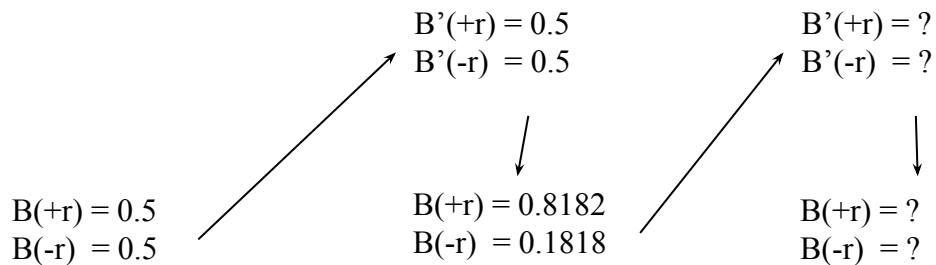 B’(+r) = 0.5
B’(-r) = 0.5
B’(+r) = ?
B’(-r) = ?
B(+r) = 0.5
B(-r) = 0.5
B(+r) = 0.8182
B(-r) = 0.1818
B(+r) = ?
B(-r) = ?